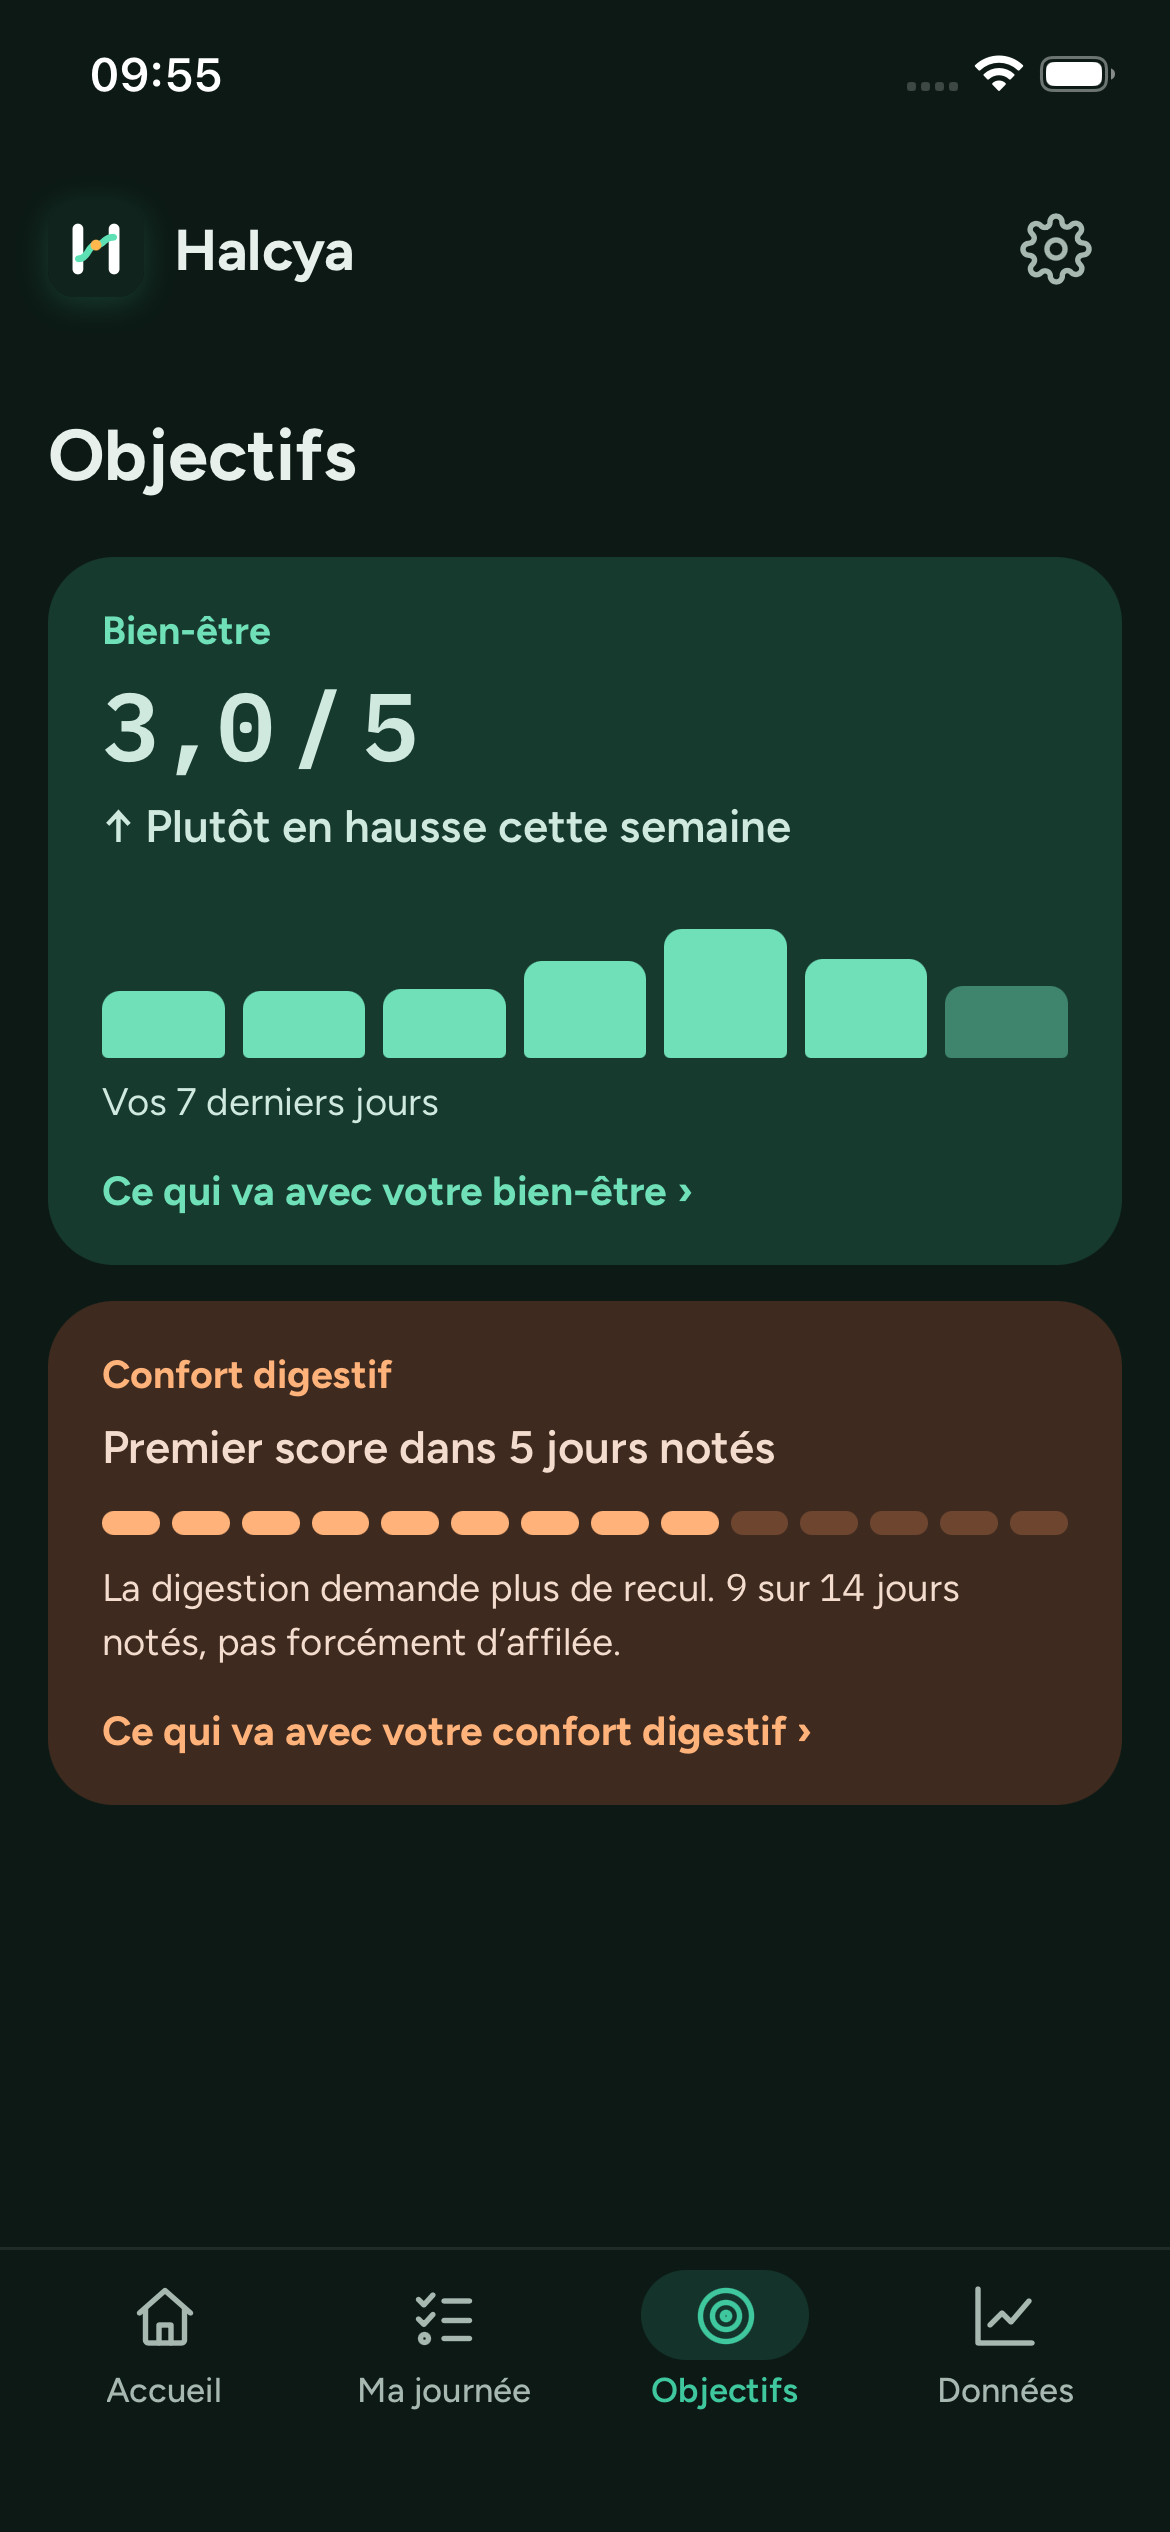 09:55
Halcya
Objectifs
Bien-être
3,0/5
↑ Plutôt en hausse cette semaine
Vos 7 derniers jours
Ce qui va avec votre bien-être ›
Confort digestif
Premier score dans 5 jours notés
La digestion demande plus de recul. 9 sur 14 jours
notés, pas forcément d’affilée.
Ce qui va avec votre confort digestif ›
Accueil
Ma journée
Objectifs
Données